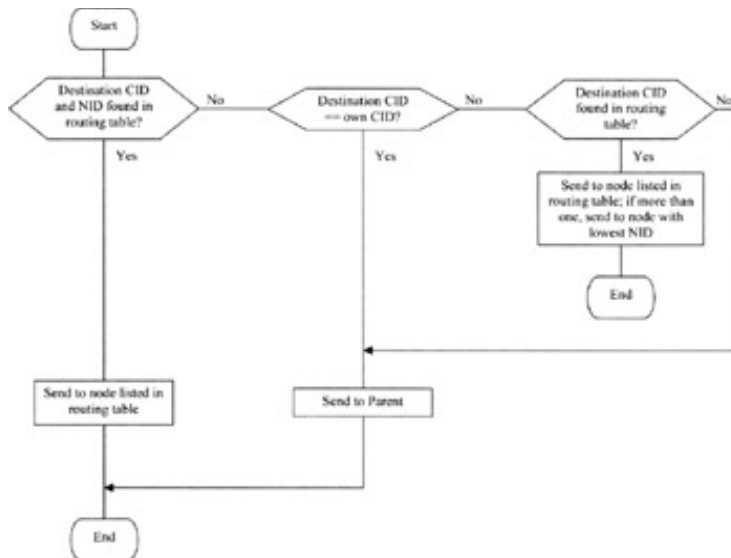 Start
Destination CID
and NID found in
routing table?
No
Yes
Destination CID
== own CID?
No
Yes
Destination CID
found in routing
table?
No
Yes
Send to node listed in
routing table; if more than
one, send to node with
lowest NID
End
Send to node listed in
routing table
Send to Parent
End